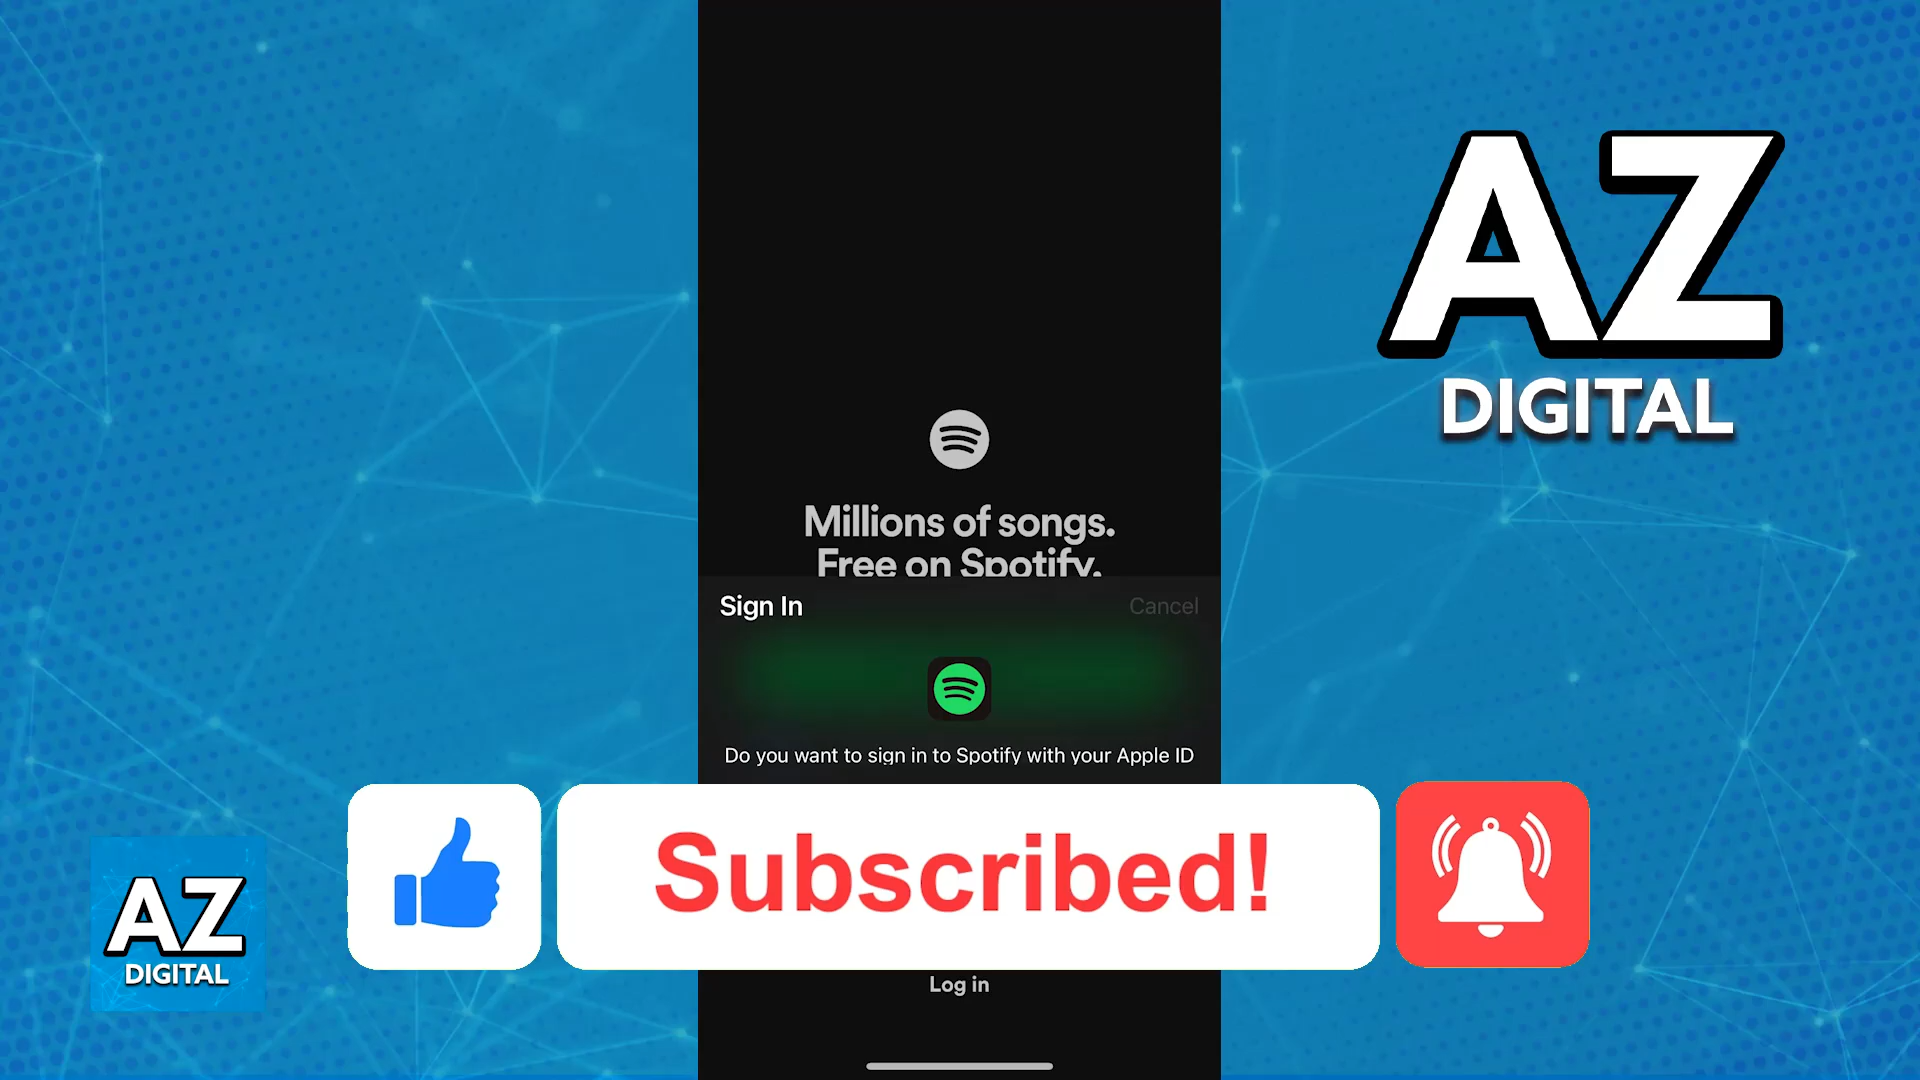 AZ
DIGITAL
Millions of songs.
Free on Spotify.
Sign In
Cancel
Do you want to sign in to Spotify with your Apple ID
Subscribed!
AZ
DIGITAL
Log in